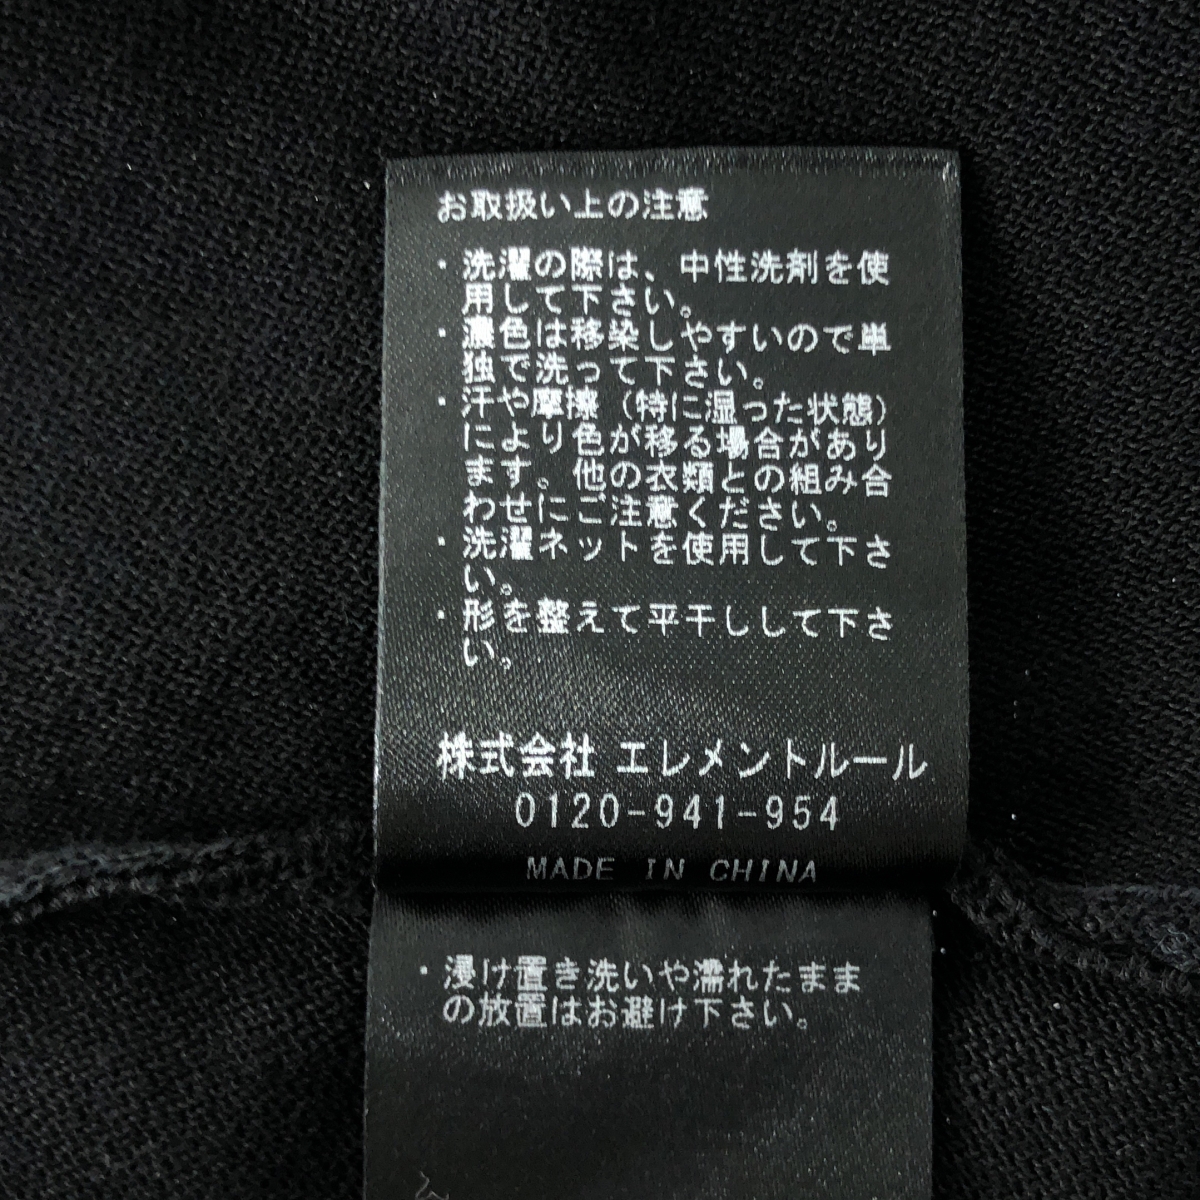 お取扱い上の注意
・洗濯の際は、中性洗剤を使
用して下さい。
・濃色は移染しやすいので単
独で洗って下さい。
・汗や摩擦（特に湿った状態）
により色が移る場合があり
ます。他の衣類との組み合
わせにご注意ください。
・洗濯ネットを使用して下さ
い。
・形を整えて平干しして下さ
い。
株式会社 エレメントルール
0120-941-954
MADE IN CHINA
・浸け置き洗いや濡れたまま
の放置はお避け下さい。